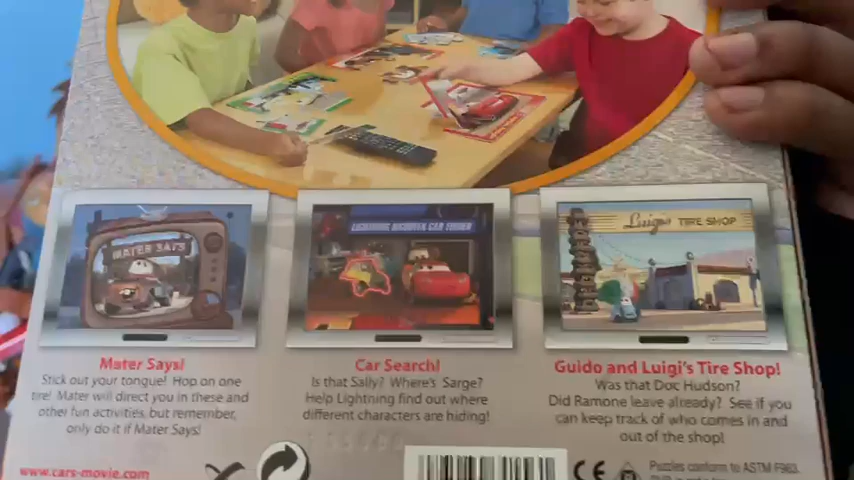 MATER SAYS
LIGHTNING MCQUEEN CAR FINDER
Luigi's TIRE SHOP
Mater Says!
Stick out your tongue! Hop on one
tire! Mater will direct you in these and
other fun activities, but remember,
only do it if Mater Says!
Car Search!
Is that Sally? Where's Sarge?
Help Lightning find out where
different characters are hiding!
Guido and Luigi's Tire Shop!
Was that Doc Hudson?
Did Ramone leave already? See if you
can keep track of who comes in and
out of the shop!
www.cars-movie.com
CE
Puzzles conform to ASTM F963.